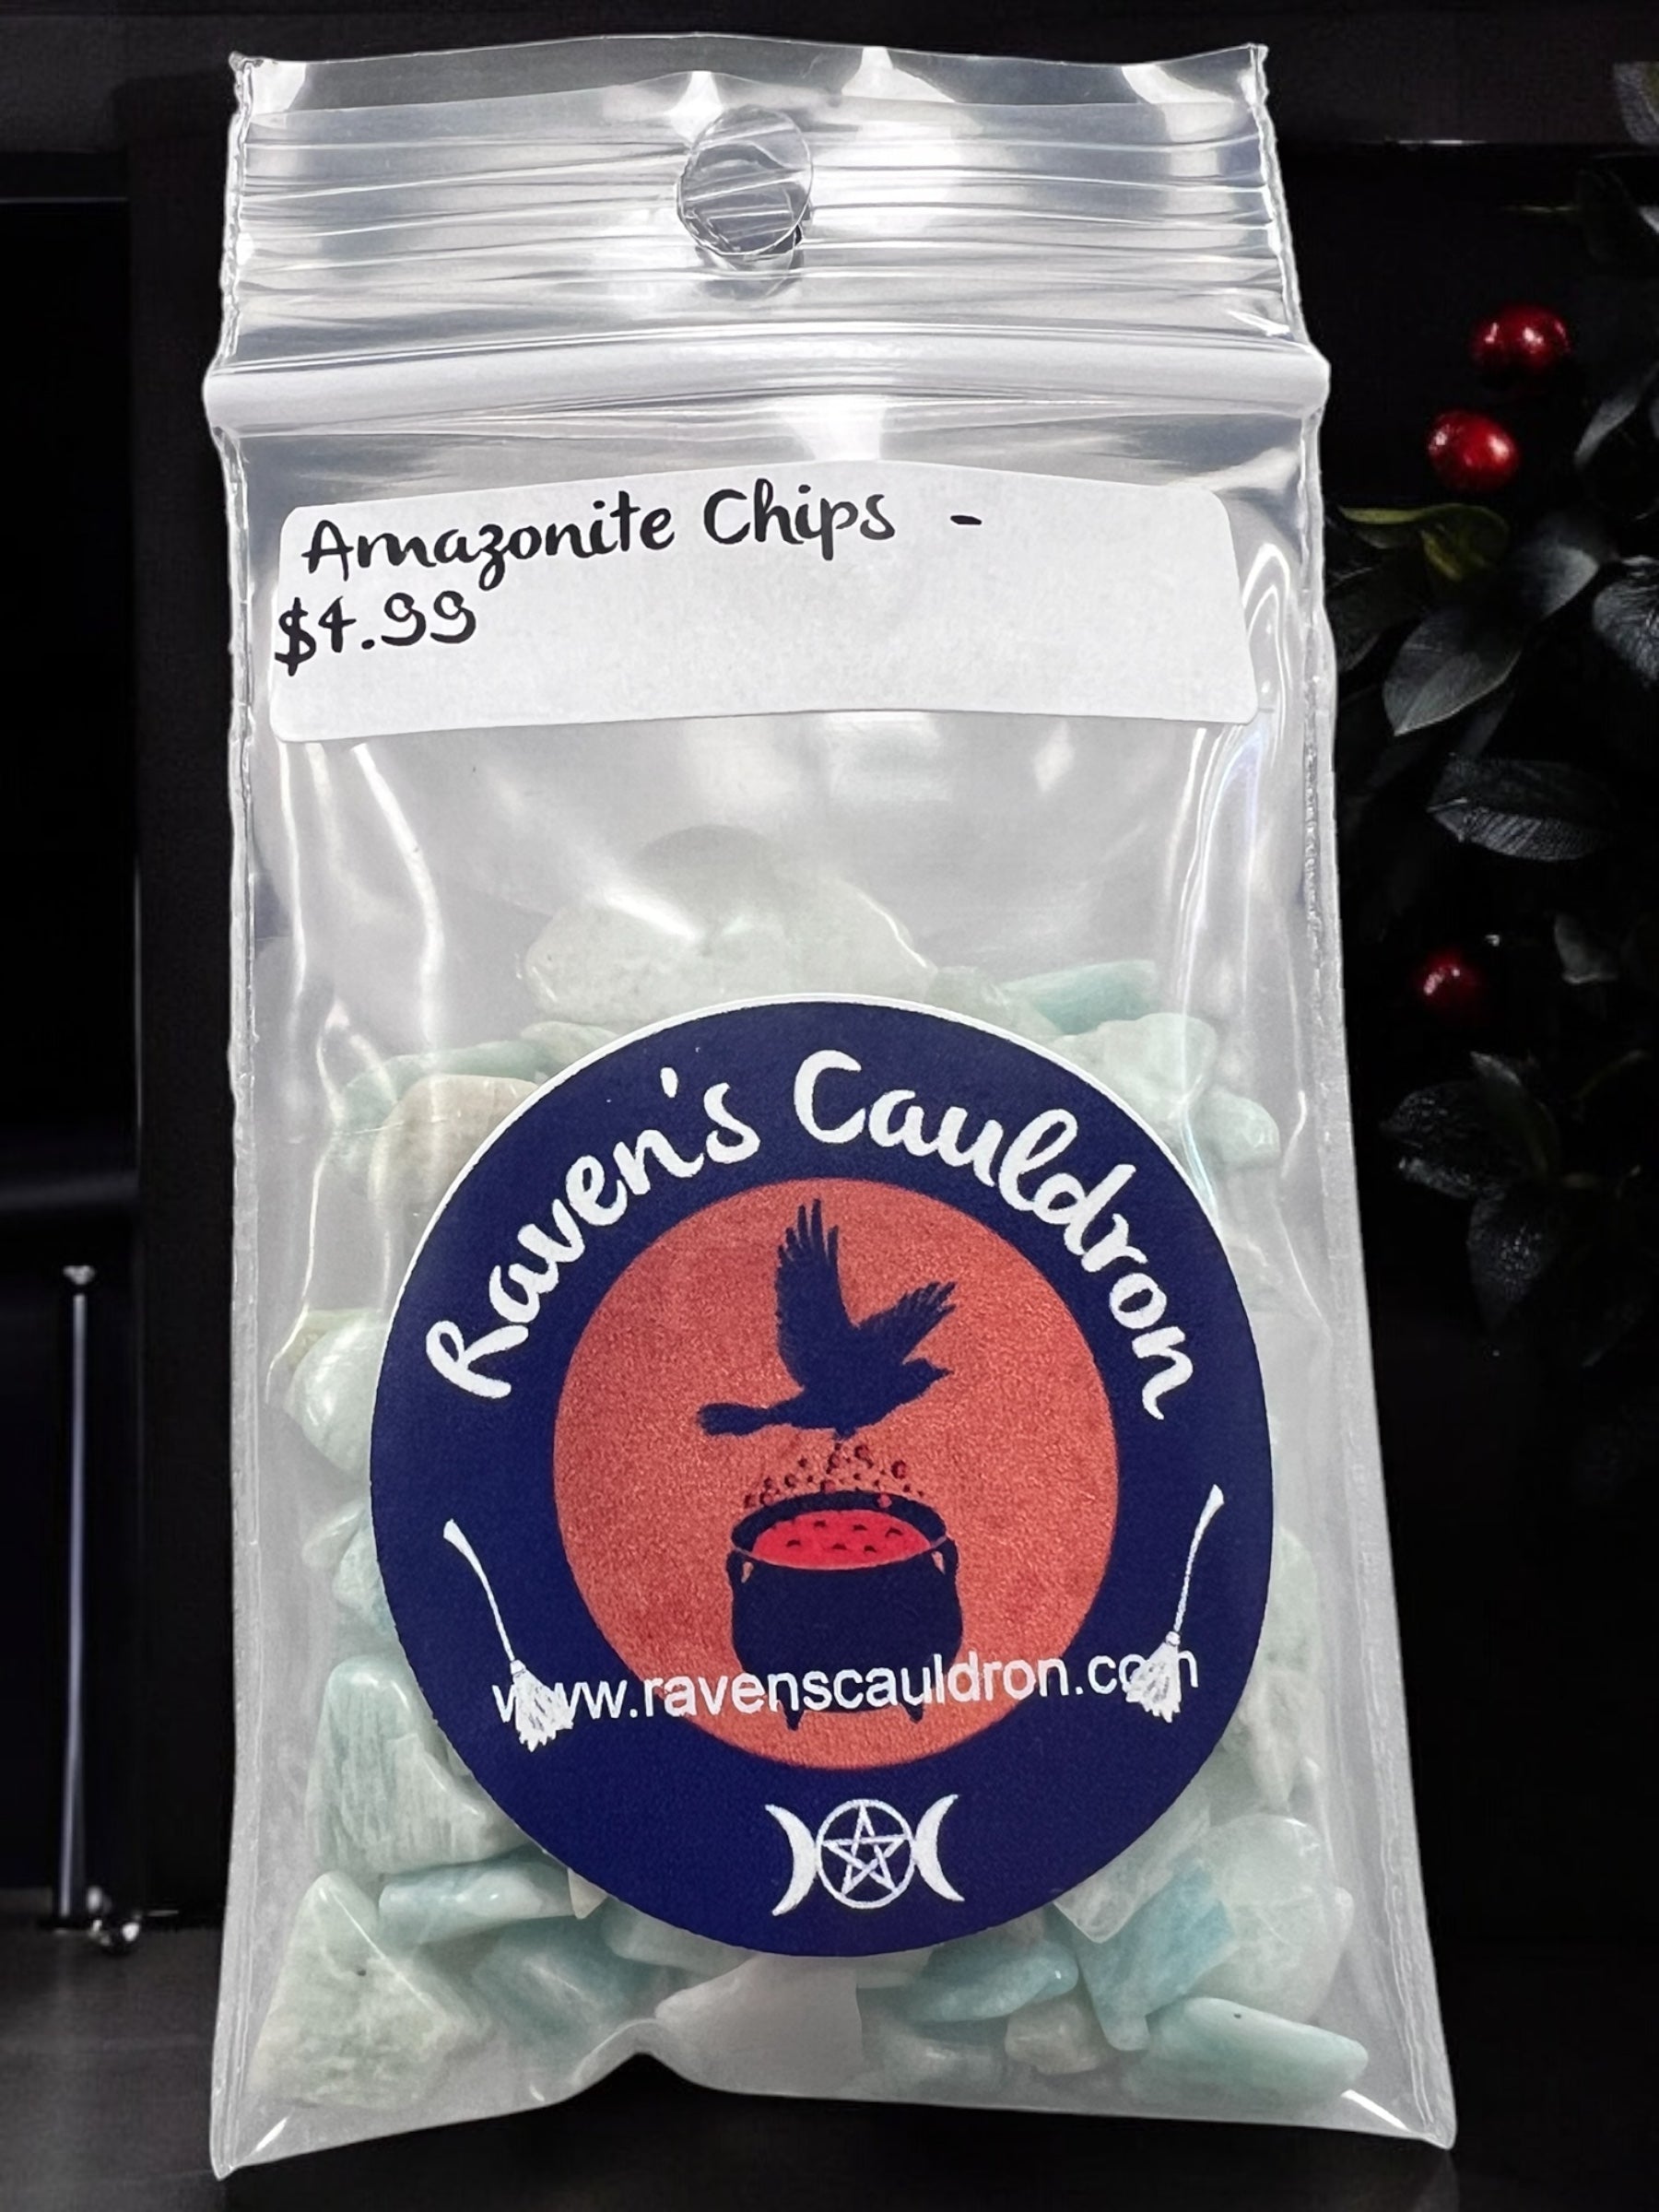 Amazonite Chips -
$4.99
Raven's Cauldron
www.ravenscauldron.com